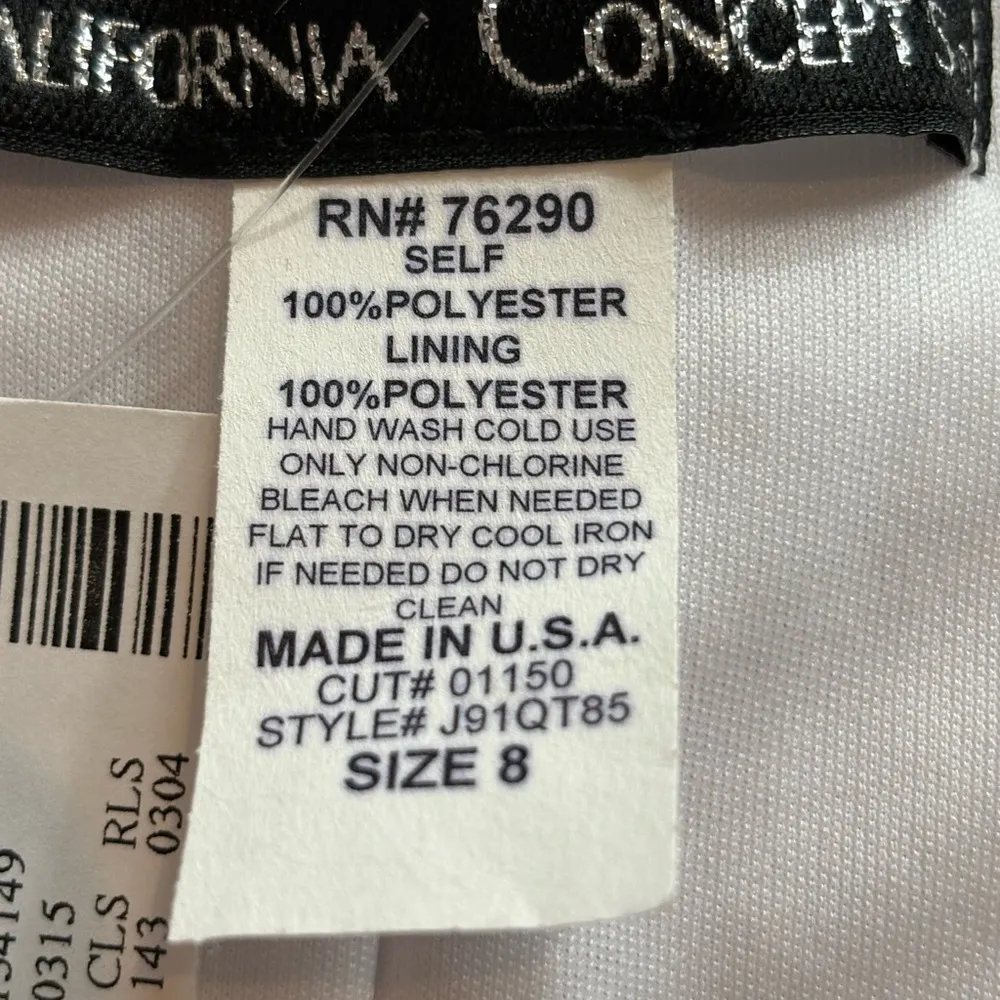 CALIFORNIA CONCEPTS
RN# 76290
SELF
100%POLYESTER
LINING
100%POLYESTER
HAND WASH COLD USE
ONLY NON-CHLORINE
BLEACH WHEN NEEDED
FLAT TO DRY COOL IRON
IF NEEDED DO NOT DRY
CLEAN
MADE IN U.S.A.
CUT# 01150
STYLE# J91QT85
SIZE 8
RLS
0304
CLS
143
0315